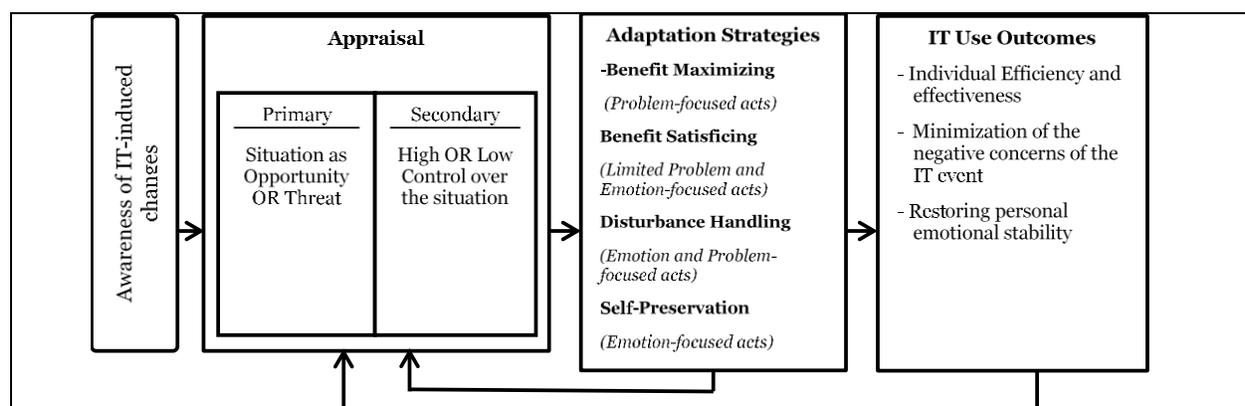 Awareness of IT-induced
changes
Appraisal
Primary
Situation as
Opportunity
OR Threat
Secondary
High OR Low
Control over
the situation
Adaptation Strategies
-Benefit Maximizing
(Problem-focused acts)
Benefit Satisficing
(Limited Problem and
Emotion-focused acts)
Disturbance Handling
(Emotion and Problem-
focused acts)
Self-Preservation
(Emotion-focused acts)
IT Use Outcomes
- Individual Efficiency and
effectiveness
- Minimization of the
negative concerns of the
IT event
- Restoring personal
emotional stability